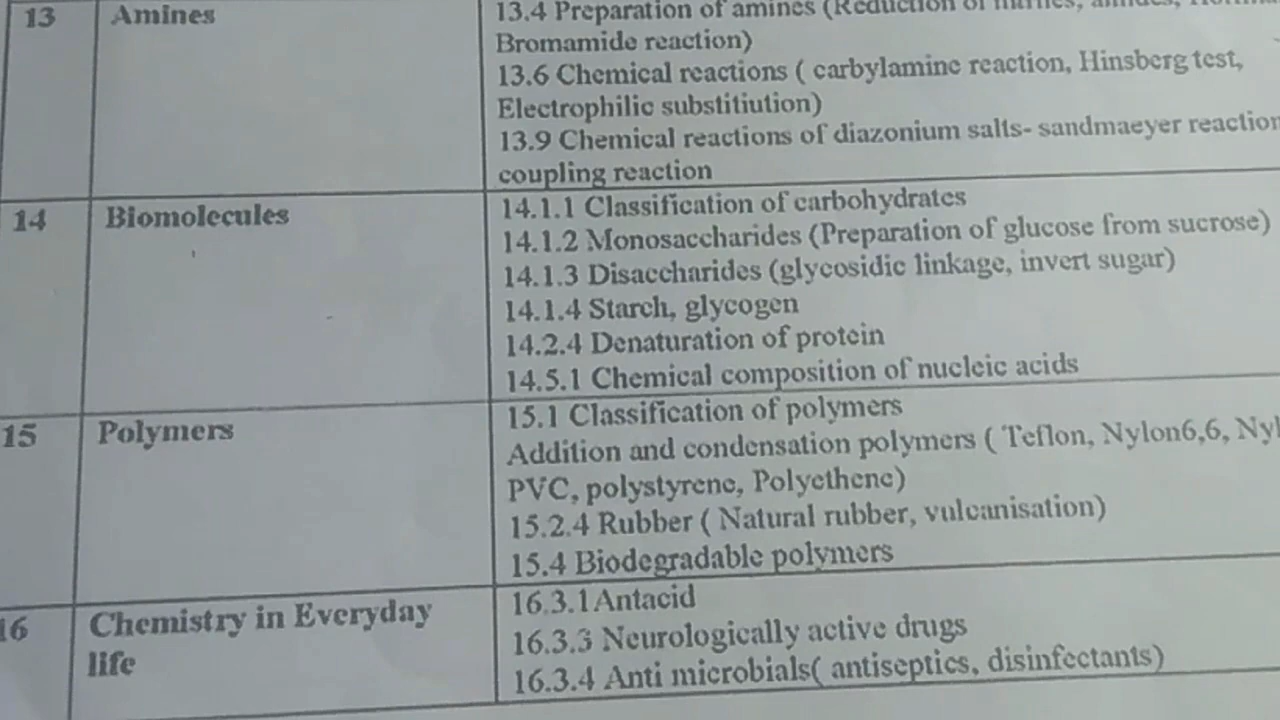 13 Amines 13.4 Preparation of amines (Reduction of
Bromamide reaction)
13.6 Chemical reactions ( carbylamine reaction, Hinsberg test,
Electrophilic substitiution)
13.9 Chemical reactions of diazonium salts- sandmaeyer reaction
coupling reaction
14 Biomolecules 14.1.1 Classification of carbohydrates
14.1.2 Monosaccharides (Preparation of glucose from sucrose)
14.1.3 Disaccharides (glycosidic linkage, invert sugar)
14.1.4 Starch, glycogen
14.2.4 Denaturation of protein
14.5.1 Chemical composition of nucleic acids
15 Polymers 15.1 Classification of polymers
Addition and condensation polymers ( Teflon, Nylon6,6, Nyl
PVC, polystyrene, Polyethene)
15.2.4 Rubber ( Natural rubber, vulcanisation)
15.4 Biodegradable polymers
16 Chemistry in Everyday life 16.3.1Antacid
16.3.3 Neurologically active drugs
16.3.4 Anti microbials( antiseptics, disinfectants)